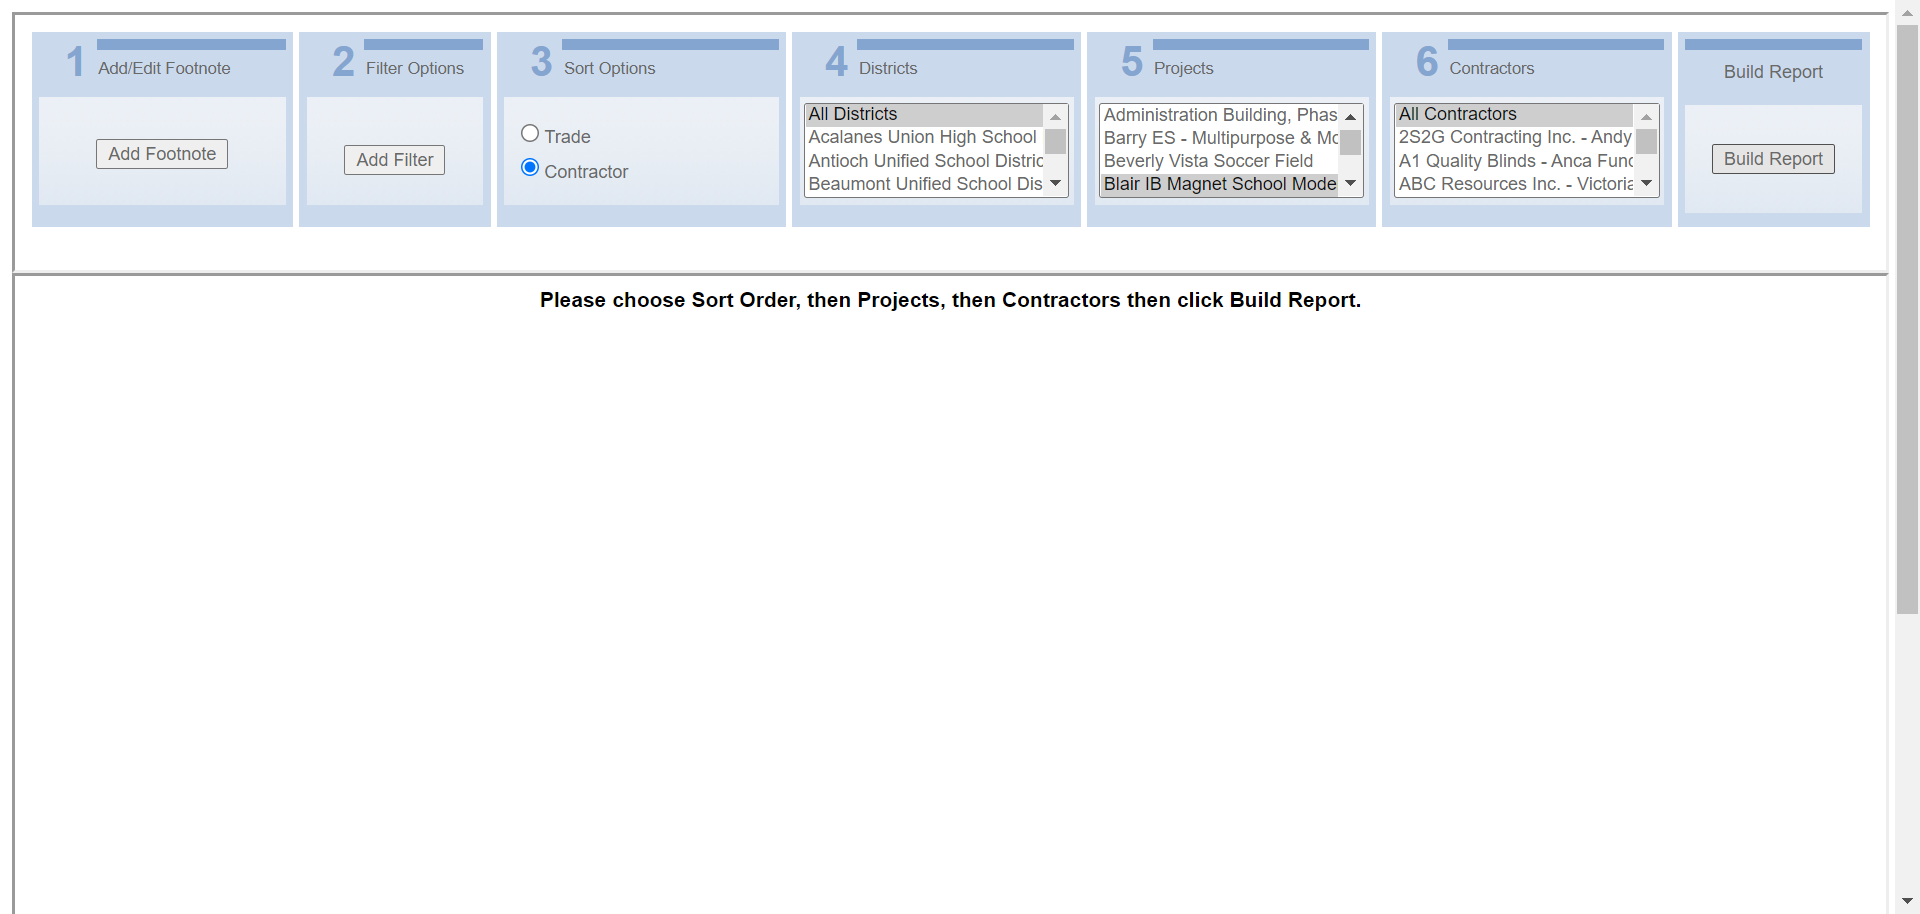 1 Add/Edit Footnote
Add Footnote
2 Filter Options
Add Filter
3 Sort Options
Trade
Contractor
4 Districts
All Districts
Acalanes Union High School
Antioch Unified School Distric
Beaumont Unified School Dis
5 Projects
Administration Building, Phas
Barry ES - Multipurpose & Mo
Beverly Vista Soccer Field
Blair IB Magnet School Mode
6 Contractors
All Contractors
2S2G Contracting Inc. - Andy
A1 Quality Blinds - Anca Func
ABC Resources Inc. - Victoria
Build Report
Build Report
Please choose Sort Order, then Projects, then Contractors then click Build Report.